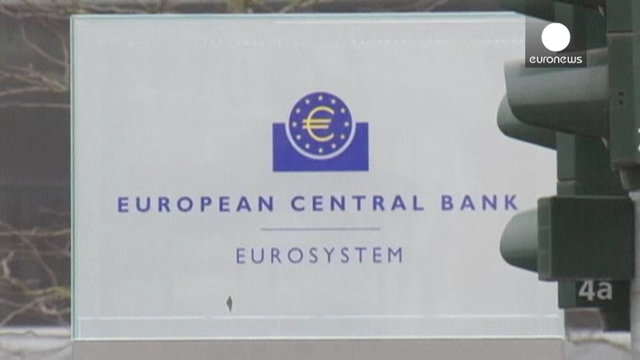 euronews
€
EUROPEAN CENTRAL BANK
EUROSYSTEM
4a